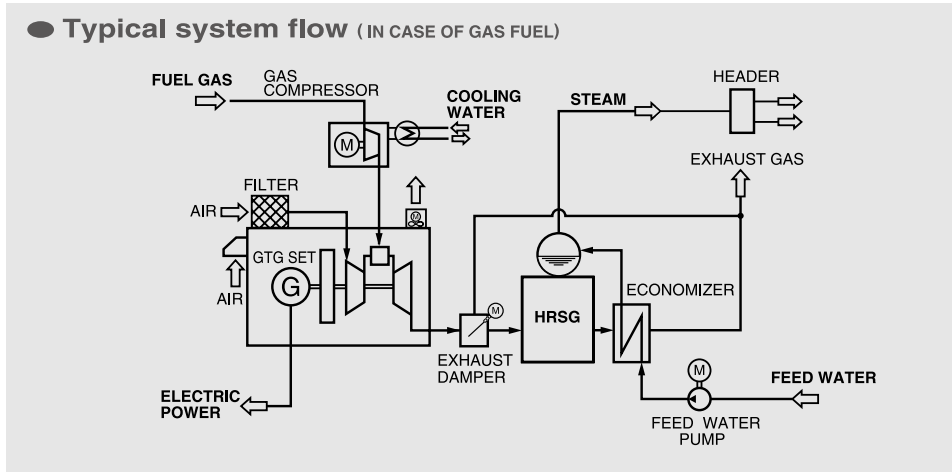 Typical system flow (IN CASE OF GAS FUEL)
FUEL GAS
GAS
COMPRESSOR
COOLING
WATER
STEAM
HEADER
M
EXHAUST GAS
FILTER
AIR
M
GTG SET
AIR
G
M
HRSG
ECONOMIZER
EXHAUST
DAMPER
M
ELECTRIC
POWER
FEED WATER
FEED WATER
PUMP